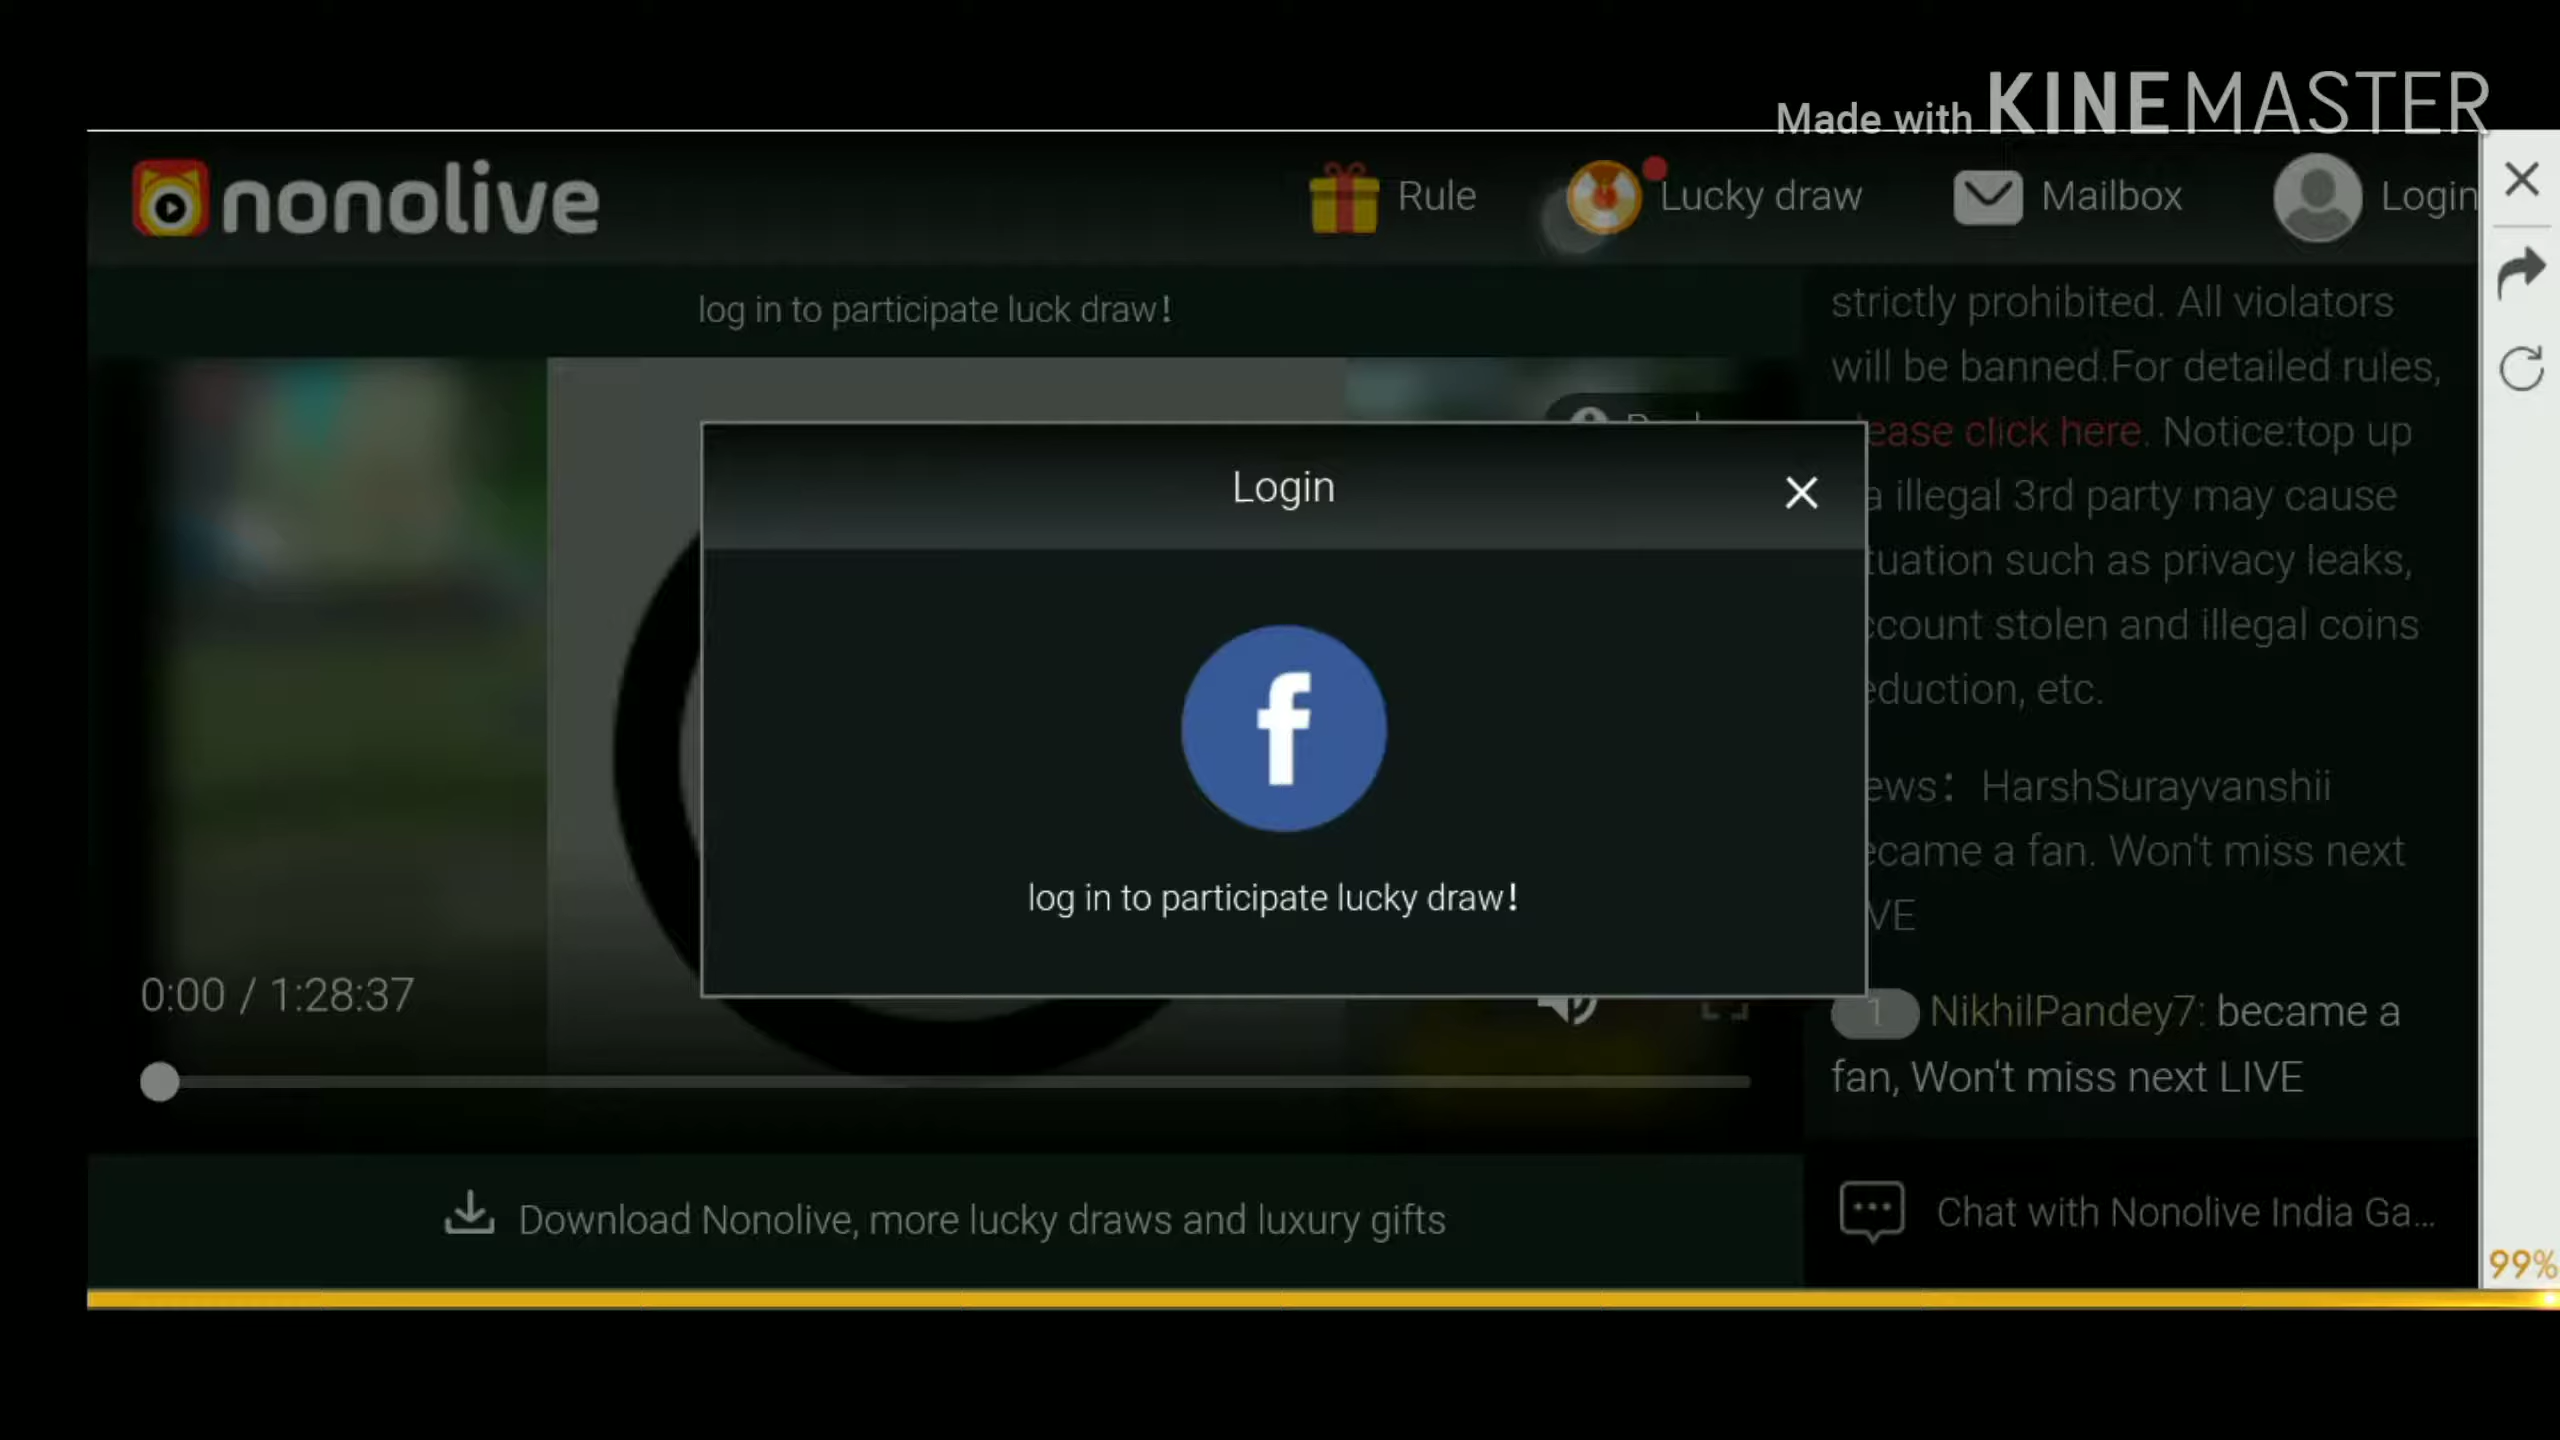 Made with KINEMASTER
nonolive
Rule
Lucky draw
Mailbox
Login
log in to participate luck draw!
strictly prohibited. All violators
will be banned.For detailed rules,
ease click here. Notice:top up
a illegal 3rd party may cause
tuation such as privacy leaks,
ccount stolen and illegal coins
eduction, etc.
Login
f
log in to participate lucky draw!
ews: HarshSurayvanshii
ecame a fan. Won't miss next
VE
0:00 / 1:28:37
1 NikhilPandey7: became a
fan, Won't miss next LIVE
Download Nonolive, more lucky draws and luxury gifts
Chat with Nonolive India Ga...
99%